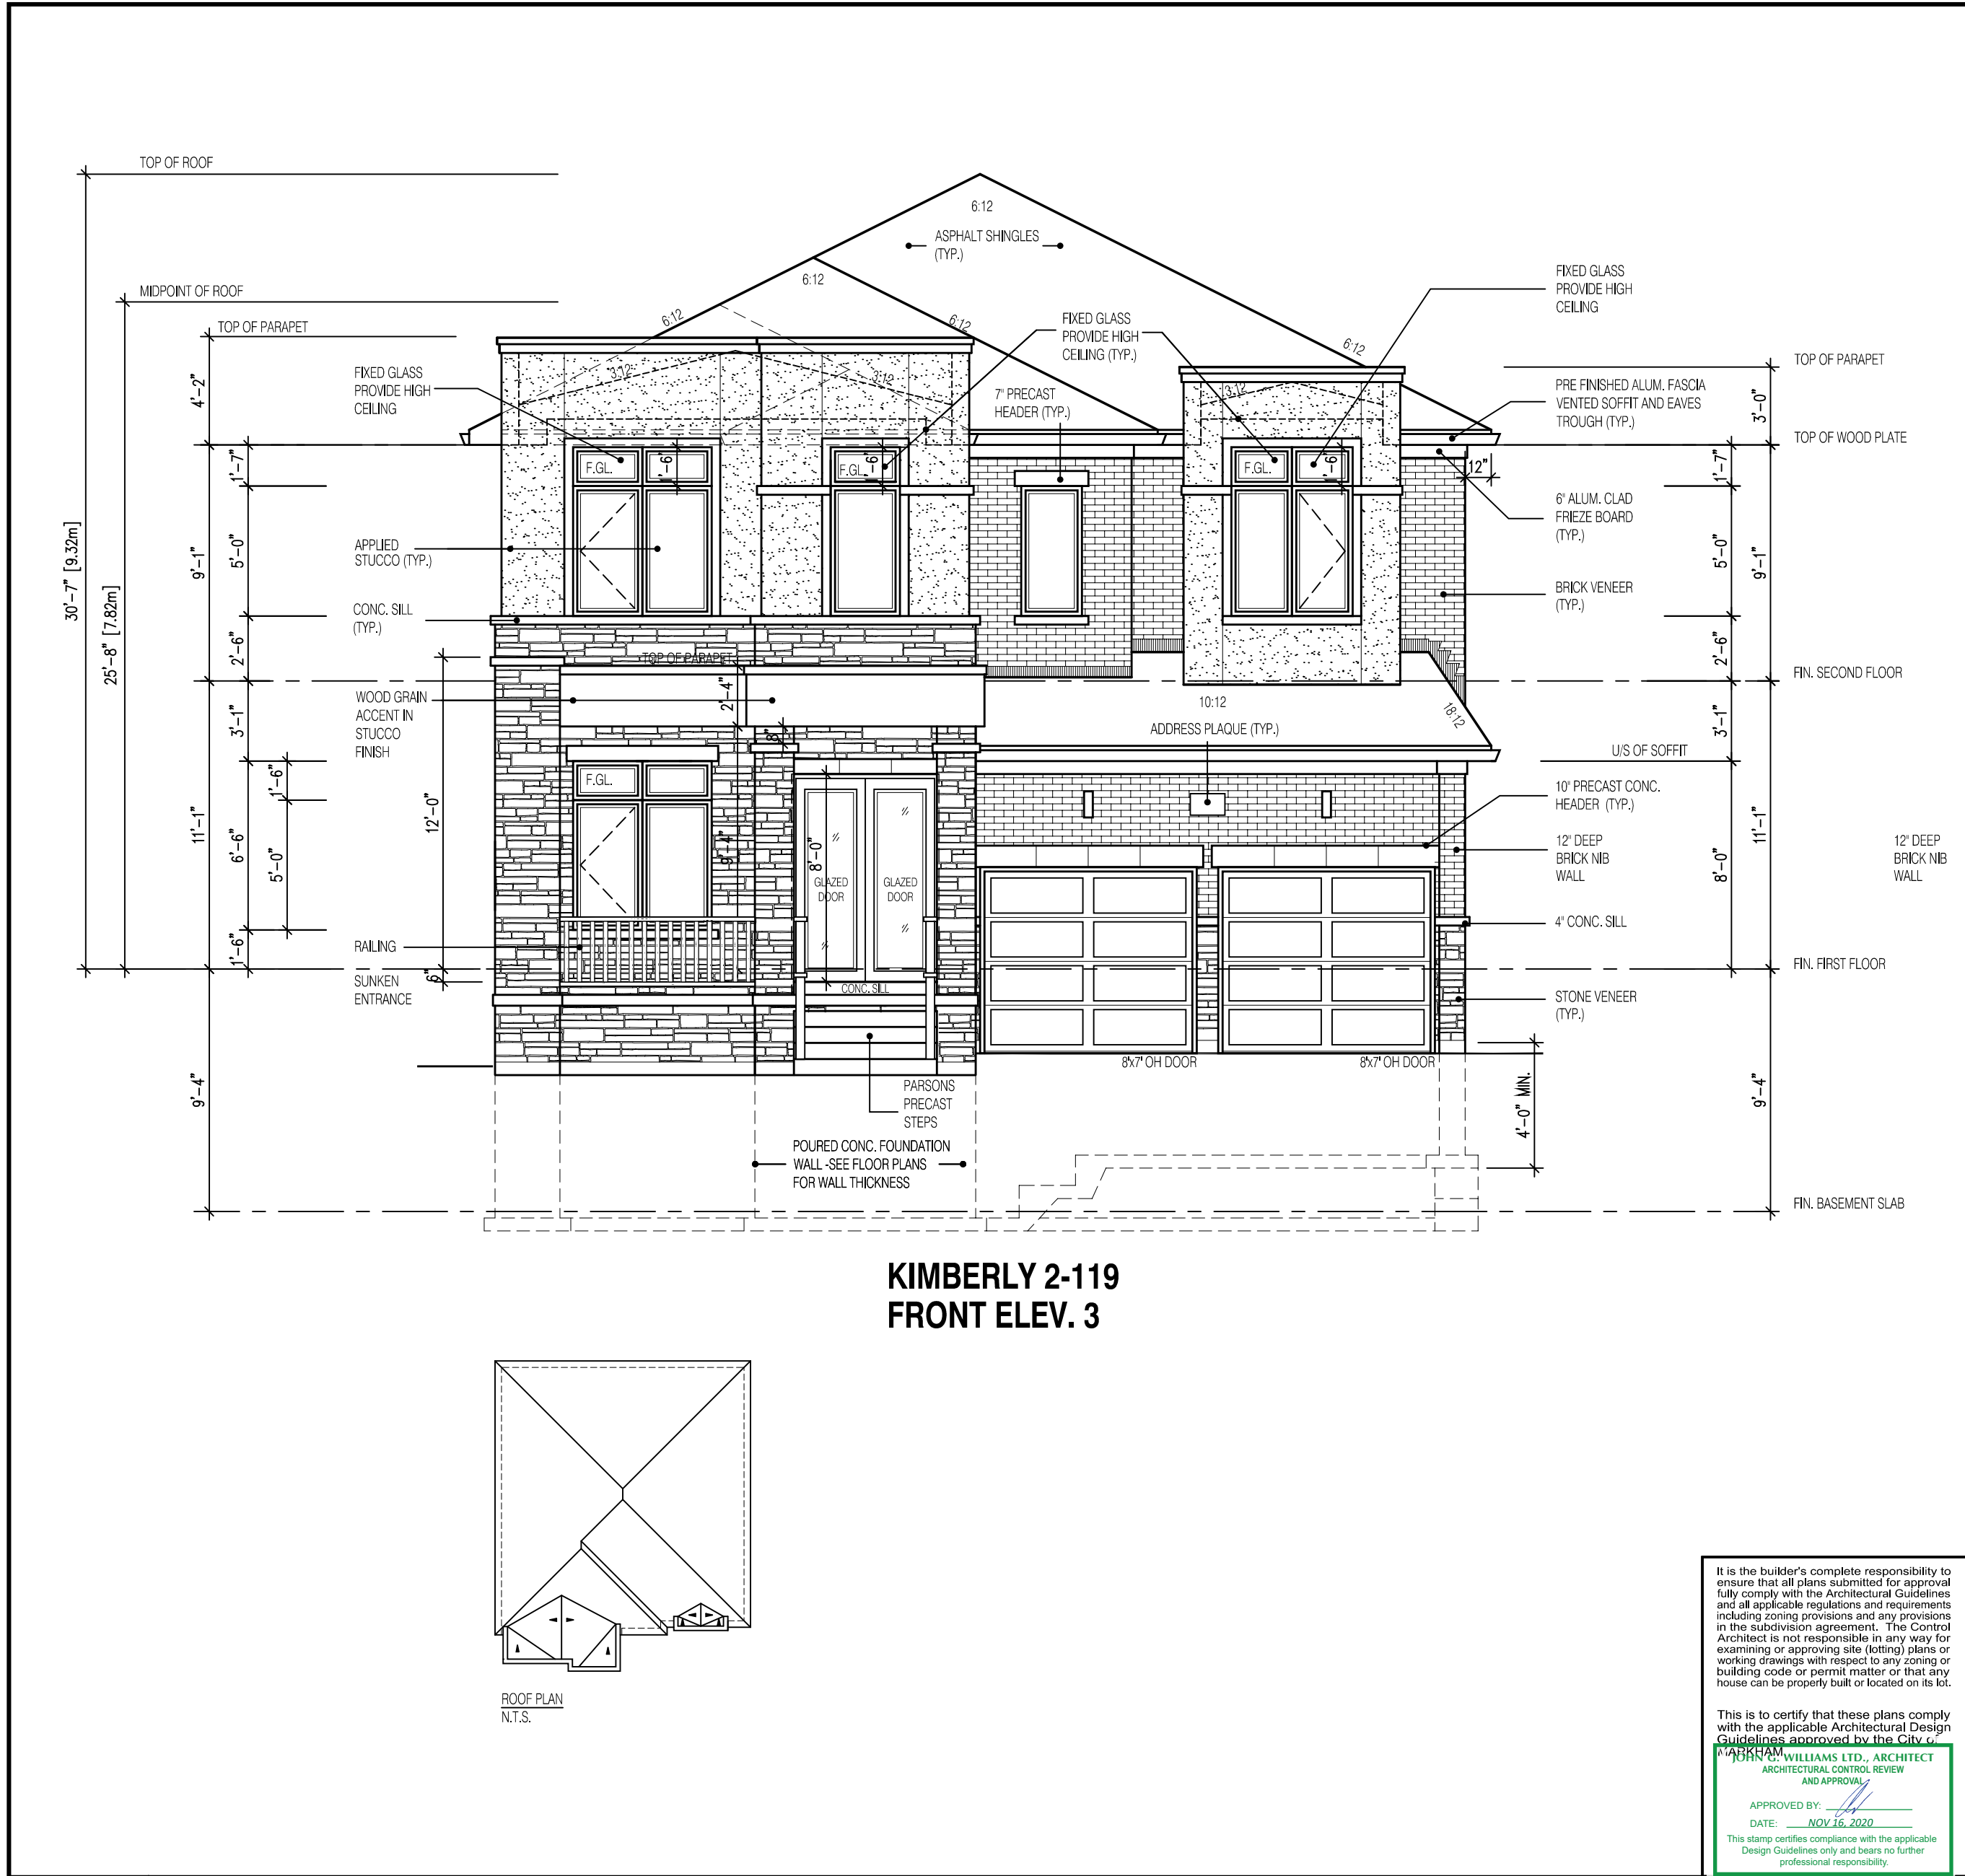 TOP OF ROOF
6:12
ASPHALT SHINGLES
(TYP.)
6:12
MIDPOINT OF ROOF
FIXED GLASS
PROVIDE HIGH
CEILING
TOP OF PARAPET
6:12
6:12
6:12
FIXED GLASS
PROVIDE HIGH
CEILING (TYP.)
TOP OF PARAPET
FIXED GLASS
PROVIDE HIGH
CEILING
3:12
3:12
3:12
7" PRECAST
HEADER (TYP.)
PRE FINISHED ALUM. FASCIA
VENTED SOFFIT AND EAVES
TROUGH (TYP.)
4'-2"
3'-0"
TOP OF WOOD PLATE
F.GL.
1'-6"
F.GL.
1'-6"
F.GL.
1'-6"
12"
1'-7"
1'-7"
6" ALUM. CLAD
FRIEZE BOARD
(TYP.)
30'-7" [9.32m]
25'-8" [7.82m]
9'-1"
5'-0"
5'-0"
9'-1"
APPLIED
STUCCO (TYP.)
BRICK VENEER
(TYP.)
CONC. SILL
(TYP.)
2'-6"
2'-6"
TOP OF PARAPET
FIN. SECOND FLOOR
WOOD GRAIN
ACCENT IN
STUCCO
FINISH
2'-4"
8"
10:12
18:12
ADDRESS PLAQUE (TYP.)
3'-1"
3'-1"
U/S OF SOFFIT
F.GL.
1'-6"
12'-0"
11'-1"
6'-6"
5'-0"
9'-4"
8'-0"
GLAZED
DOOR
GLAZED
DOOR
10" PRECAST CONC.
HEADER (TYP.)
12" DEEP
BRICK NIB
WALL
12" DEEP
BRICK NIB
WALL
8'-0"
11'-1"
4" CONC. SILL
RAILING
1'-6"
SUNKEN
ENTRANCE
6"
CONC. SILL
FIN. FIRST FLOOR
STONE VENEER
(TYP.)
8'x7' OH DOOR
8'x7' OH DOOR
9'-4"
4'-0" MIN.
9'-4"
PARSONS
PRECAST
STEPS
POURED CONC. FOUNDATION
WALL -SEE FLOOR PLANS
FOR WALL THICKNESS
FIN. BASEMENT SLAB
KIMBERLY 2-119
FRONT ELEV. 3
ROOF PLAN
N.T.S.
It is the builder's complete responsibility to
ensure that all plans submitted for approval
fully comply with the Architectural Guidelines
and all applicable regulations and requirements
including zoning provisions and any provisions
in the subdivision agreement. The Control
Architect is not responsible in any way for
examining or approving site (lotting) plans or
working drawings with respect to any zoning or
building code or permit matter or that any
house can be properly built or located on its lot.
This is to certify that these plans comply
with the applicable Architectural Design
Guidelines approved by the City of
MARKHAM
JOHN G. WILLIAMS LTD., ARCHITECT
ARCHITECTURAL CONTROL REVIEW
AND APPROVAL
APPROVED BY:
DATE: NOV 16, 2020
This stamp certifies compliance with the applicable
Design Guidelines only and bears no further
professional responsibility.